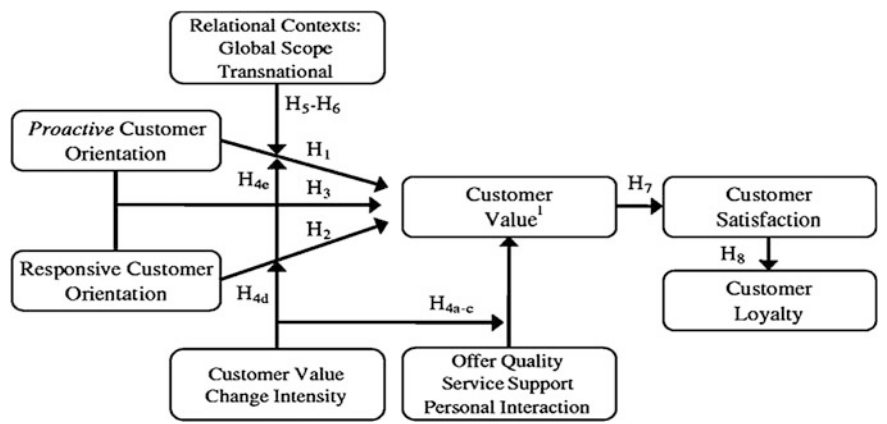 Relational Contexts:
Global Scope
Transnational
H5-H6
Proactive Customer
Orientation
H1
H4e
H3
Customer
Value1
H7
Customer
Satisfaction
H2
Responsive Customer
Orientation
H4d
H4a-c
H8
Customer
Loyalty
Customer Value
Change Intensity
Offer Quality
Service Support
Personal Interaction